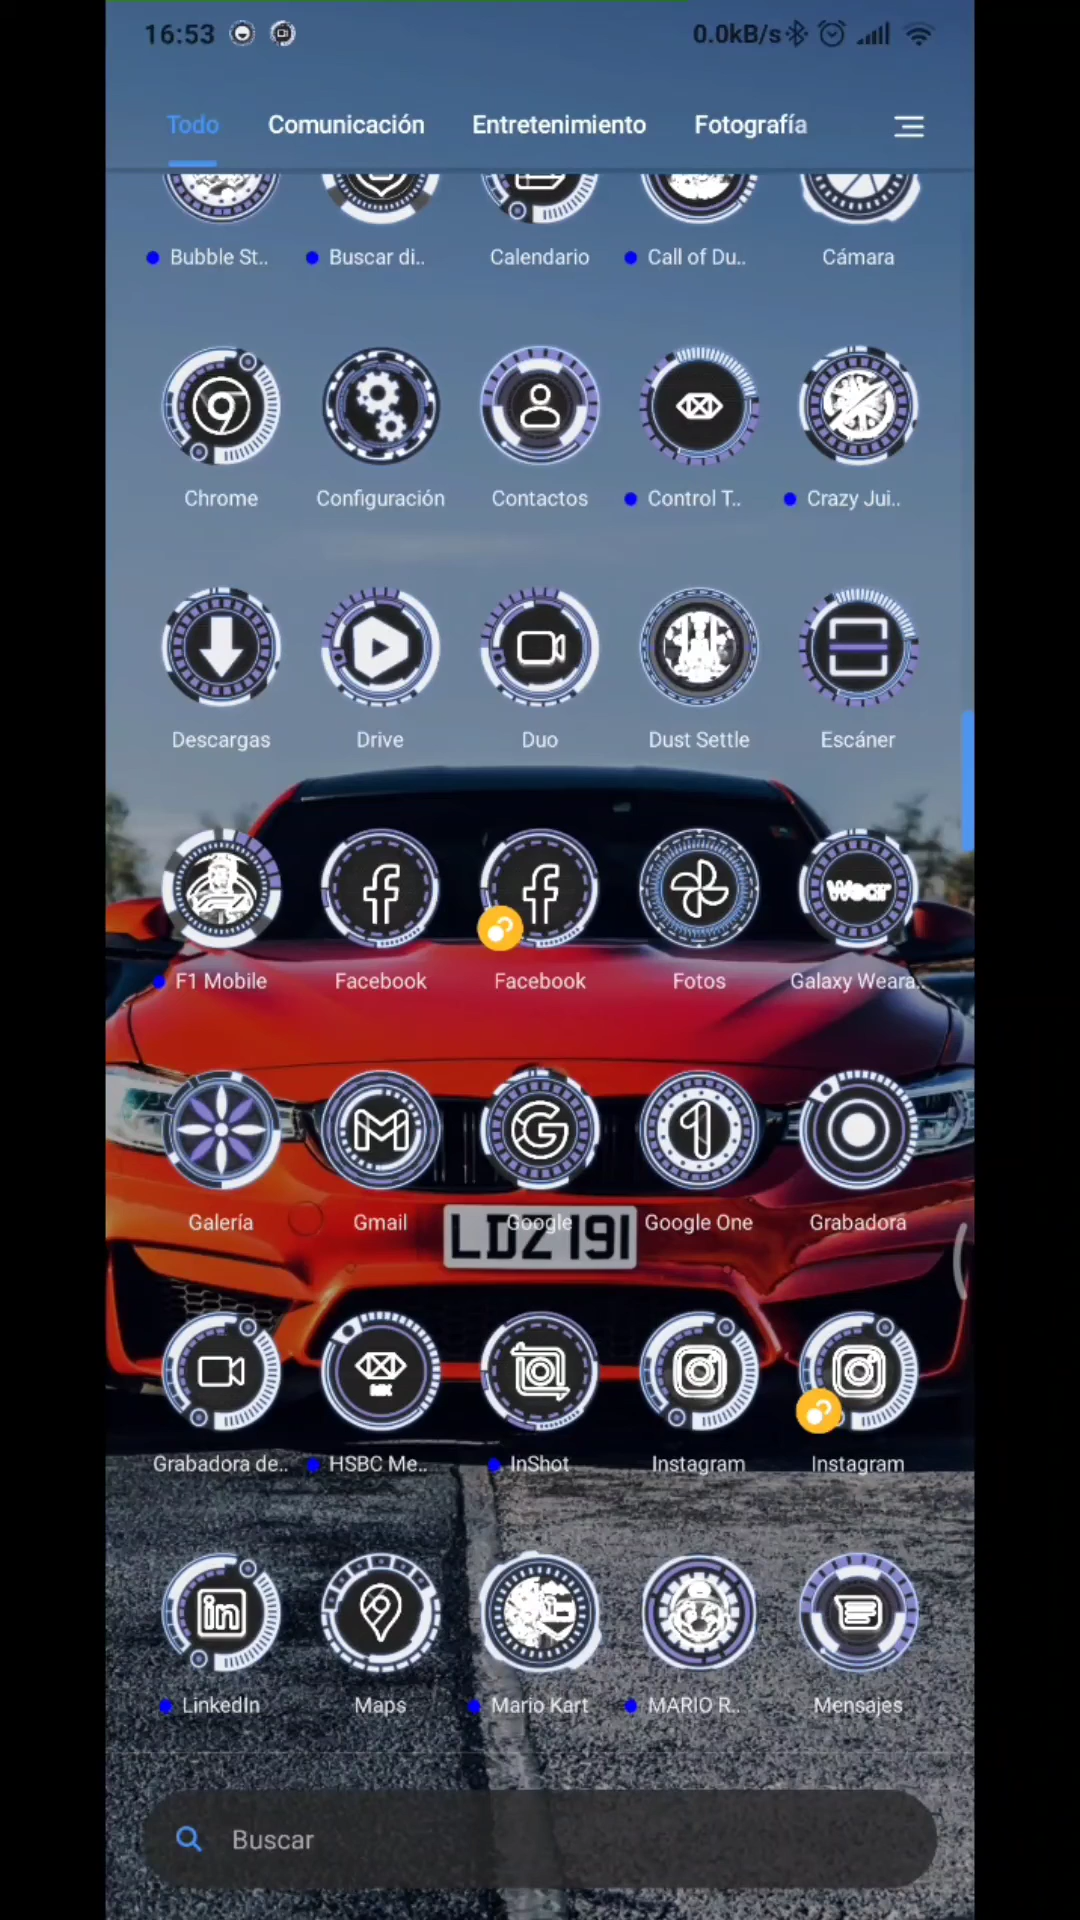 16:53
0.0kB/s
Todo Comunicación Entretenimiento Fotografía
Bubble St.. Buscar di.. Calendario Call of Du.. Cámara
Chrome Configuración Contactos Control T.. Crazy Jui..
Descargas Drive Duo Dust Settle Escáner
Wear
F1 Mobile Facebook Facebook Fotos Galaxy Weara..
Galería Gmail Google Google One Grabadora
LDZ 191
MX
Grabadora de.. HSBC Me.. InShot Instagram Instagram
in
LinkedIn Maps Mario Kart MARIO R.. Mensajes
Buscar